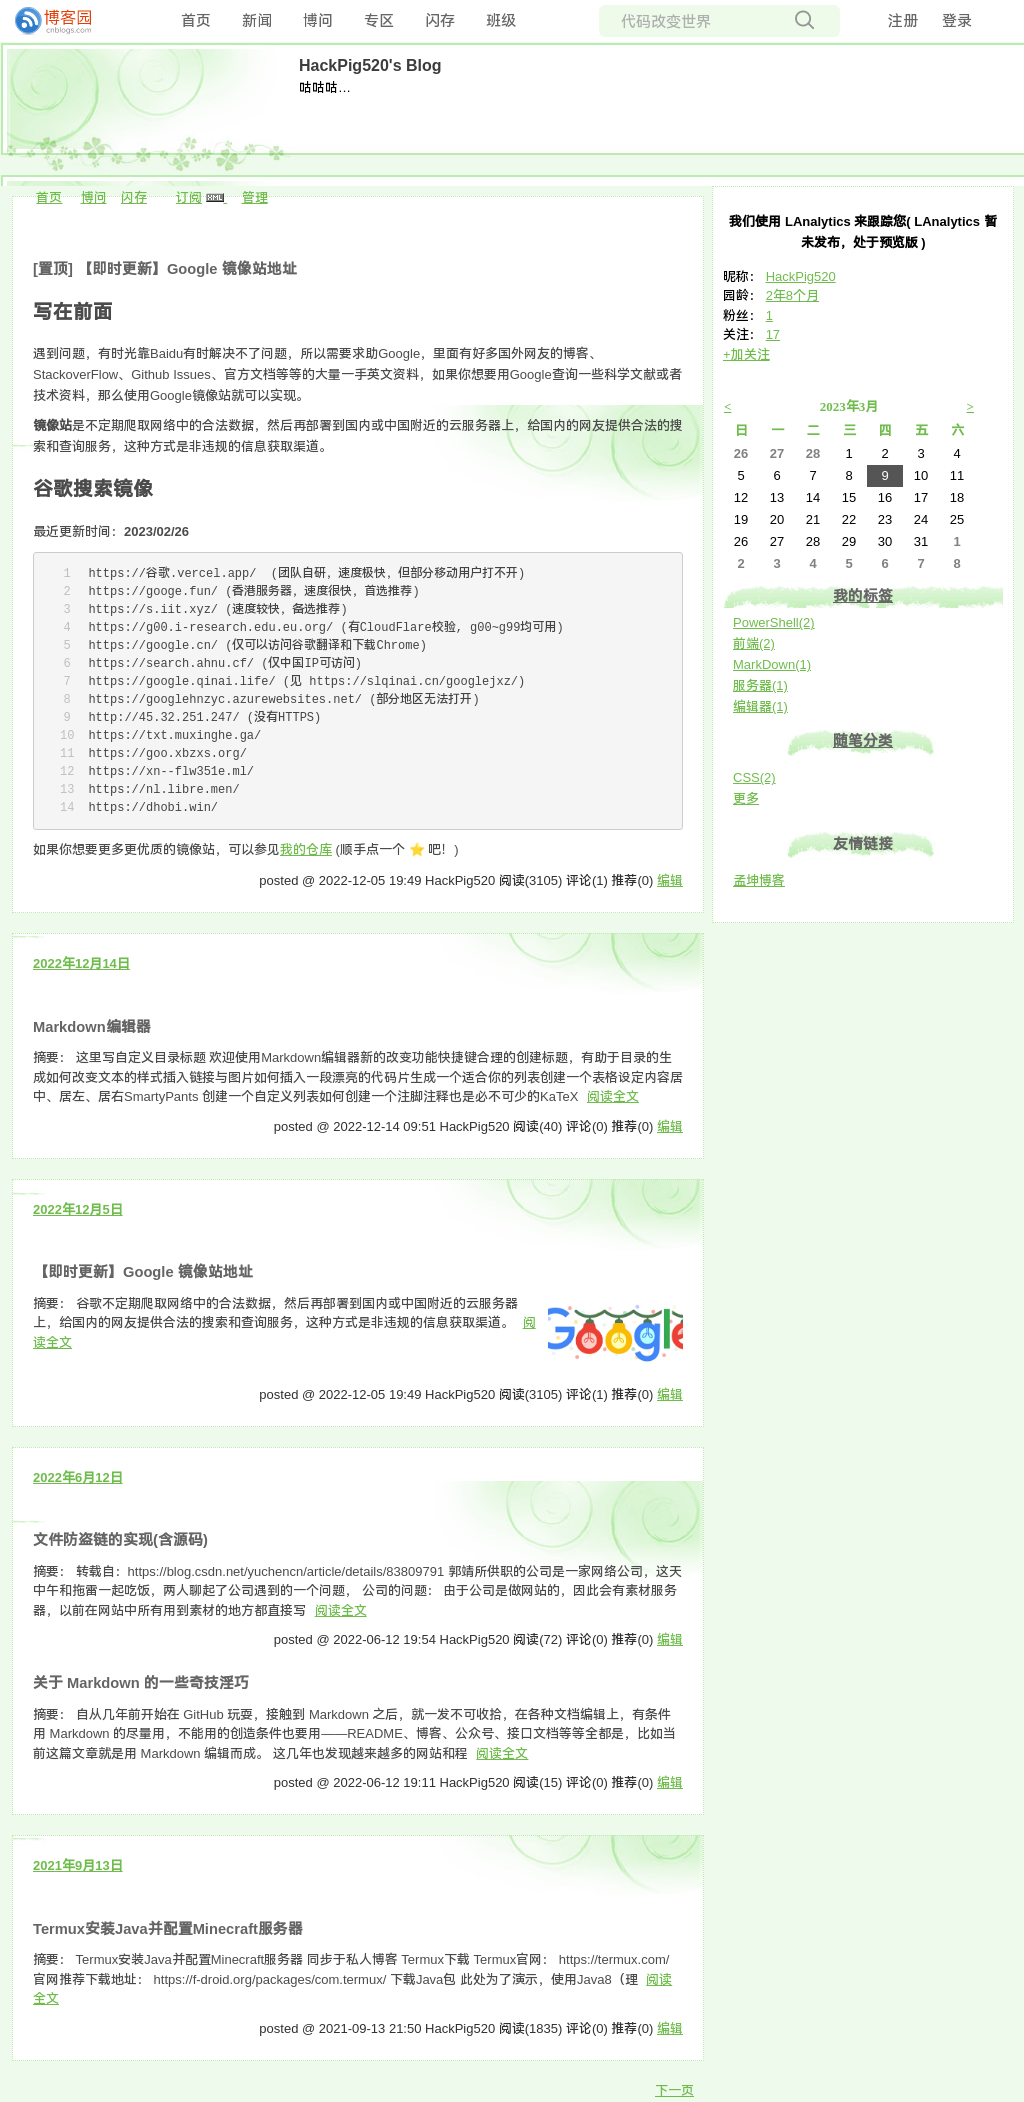 博客园
cnblogs.com
首页 新闻 博问 专区 闪存 班级 代码改变世界 注册 登录
HackPig520's Blog
咕咕咕…
首页 博问 闪存 订阅 XML 管理
[置顶] 【即时更新】Google 镜像站地址
写在前面
遇到问题，有时光靠Baidu有时解决不了问题，所以需要求助Google，里面有好多国外网友的博客、
StackoverFlow、Github Issues、官方文档等等的大量一手英文资料，如果你想要用Google查询一些科学文献或者
技术资料，那么使用Google镜像站就可以实现。
镜像站是不定期爬取网络中的合法数据，然后再部署到国内或中国附近的云服务器上，给国内的网友提供合法的搜
索和查询服务，这种方式是非违规的信息获取渠道。
谷歌搜索镜像
最近更新时间：2023/02/26
1 https://谷歌.vercel.app/ (团队自研，速度极快，但部分移动用户打不开)
2 https://googe.fun/ (香港服务器，速度很快，首选推荐)
3 https://s.iit.xyz/ (速度较快，备选推荐)
4 https://g00.i-research.edu.eu.org/ (有CloudFlare校验, g00~g99均可用)
5 https://google.cn/ (仅可以访问谷歌翻译和下载Chrome)
6 https://search.ahnu.cf/ (仅中国IP可访问)
7 https://google.qinai.life/ (见 https://slqinai.cn/googlejxz/)
8 https://googlehnzyc.azurewebsites.net/ (部分地区无法打开)
9 http://45.32.251.247/ (没有HTTPS)
10 https://txt.muxinghe.ga/
11 https://goo.xbzxs.org/
12 https://xn--flw351e.ml/
13 https://nl.libre.men/
14 https://dhobi.win/
如果你想要更多更优质的镜像站，可以参见我的仓库 (顺手点一个 ⭐ 吧！)
posted @ 2022-12-05 19:49 HackPig520 阅读(3105) 评论(1) 推荐(0) 编辑
2022年12月14日
Markdown编辑器
摘要： 这里写自定义目录标题 欢迎使用Markdown编辑器新的改变功能快捷键合理的创建标题，有助于目录的生
成如何改变文本的样式插入链接与图片如何插入一段漂亮的代码片生成一个适合你的列表创建一个表格设定内容居
中、居左、居右SmartyPants 创建一个自定义列表如何创建一个注脚注释也是必不可少的KaTeX 阅读全文
posted @ 2022-12-14 09:51 HackPig520 阅读(40) 评论(0) 推荐(0) 编辑
2022年12月5日
【即时更新】Google 镜像站地址
摘要： 谷歌不定期爬取网络中的合法数据，然后再部署到国内或中国附近的云服务器
上，给国内的网友提供合法的搜索和查询服务，这种方式是非违规的信息获取渠道。 阅
读全文
Google
posted @ 2022-12-05 19:49 HackPig520 阅读(3105) 评论(1) 推荐(0) 编辑
2022年6月12日
文件防盗链的实现(含源码)
摘要： 转载自：https://blog.csdn.net/yuchencn/article/details/83809791 郭靖所供职的公司是一家网络公司，这天
中午和拖雷一起吃饭，两人聊起了公司遇到的一个问题， 公司的问题： 由于公司是做网站的，因此会有素材服务
器，以前在网站中所有用到素材的地方都直接写 阅读全文
posted @ 2022-06-12 19:54 HackPig520 阅读(72) 评论(0) 推荐(0) 编辑
关于 Markdown 的一些奇技淫巧
摘要： 自从几年前开始在 GitHub 玩耍，接触到 Markdown 之后，就一发不可收拾，在各种文档编辑上，有条件
用 Markdown 的尽量用，不能用的创造条件也要用——README、博客、公众号、接口文档等等全都是，比如当
前这篇文章就是用 Markdown 编辑而成。 这几年也发现越来越多的网站和程 阅读全文
posted @ 2022-06-12 19:11 HackPig520 阅读(15) 评论(0) 推荐(0) 编辑
2021年9月13日
Termux安装Java并配置Minecraft服务器
摘要： Termux安装Java并配置Minecraft服务器 同步于私人博客 Termux下载 Termux官网： https://termux.com/
官网推荐下载地址： https://f-droid.org/packages/com.termux/ 下载Java包 此处为了演示，使用Java8（理 阅读
全文
posted @ 2021-09-13 21:50 HackPig520 阅读(1835) 评论(0) 推荐(0) 编辑
下一页
我们使用 LAnalytics 来跟踪您( LAnalytics 暂
未发布，处于预览版 )
昵称： HackPig520
园龄： 2年8个月
粉丝： 1
关注： 17
+加关注
< 2023年3月 >
日 一 二 三 四 五 六
26 27 28 1 2 3 4
5 6 7 8 9 10 11
12 13 14 15 16 17 18
19 20 21 22 23 24 25
26 27 28 29 30 31 1
2 3 4 5 6 7 8
我的标签
PowerShell(2)
前端(2)
MarkDown(1)
服务器(1)
编辑器(1)
随笔分类
CSS(2)
更多
友情链接
孟坤博客